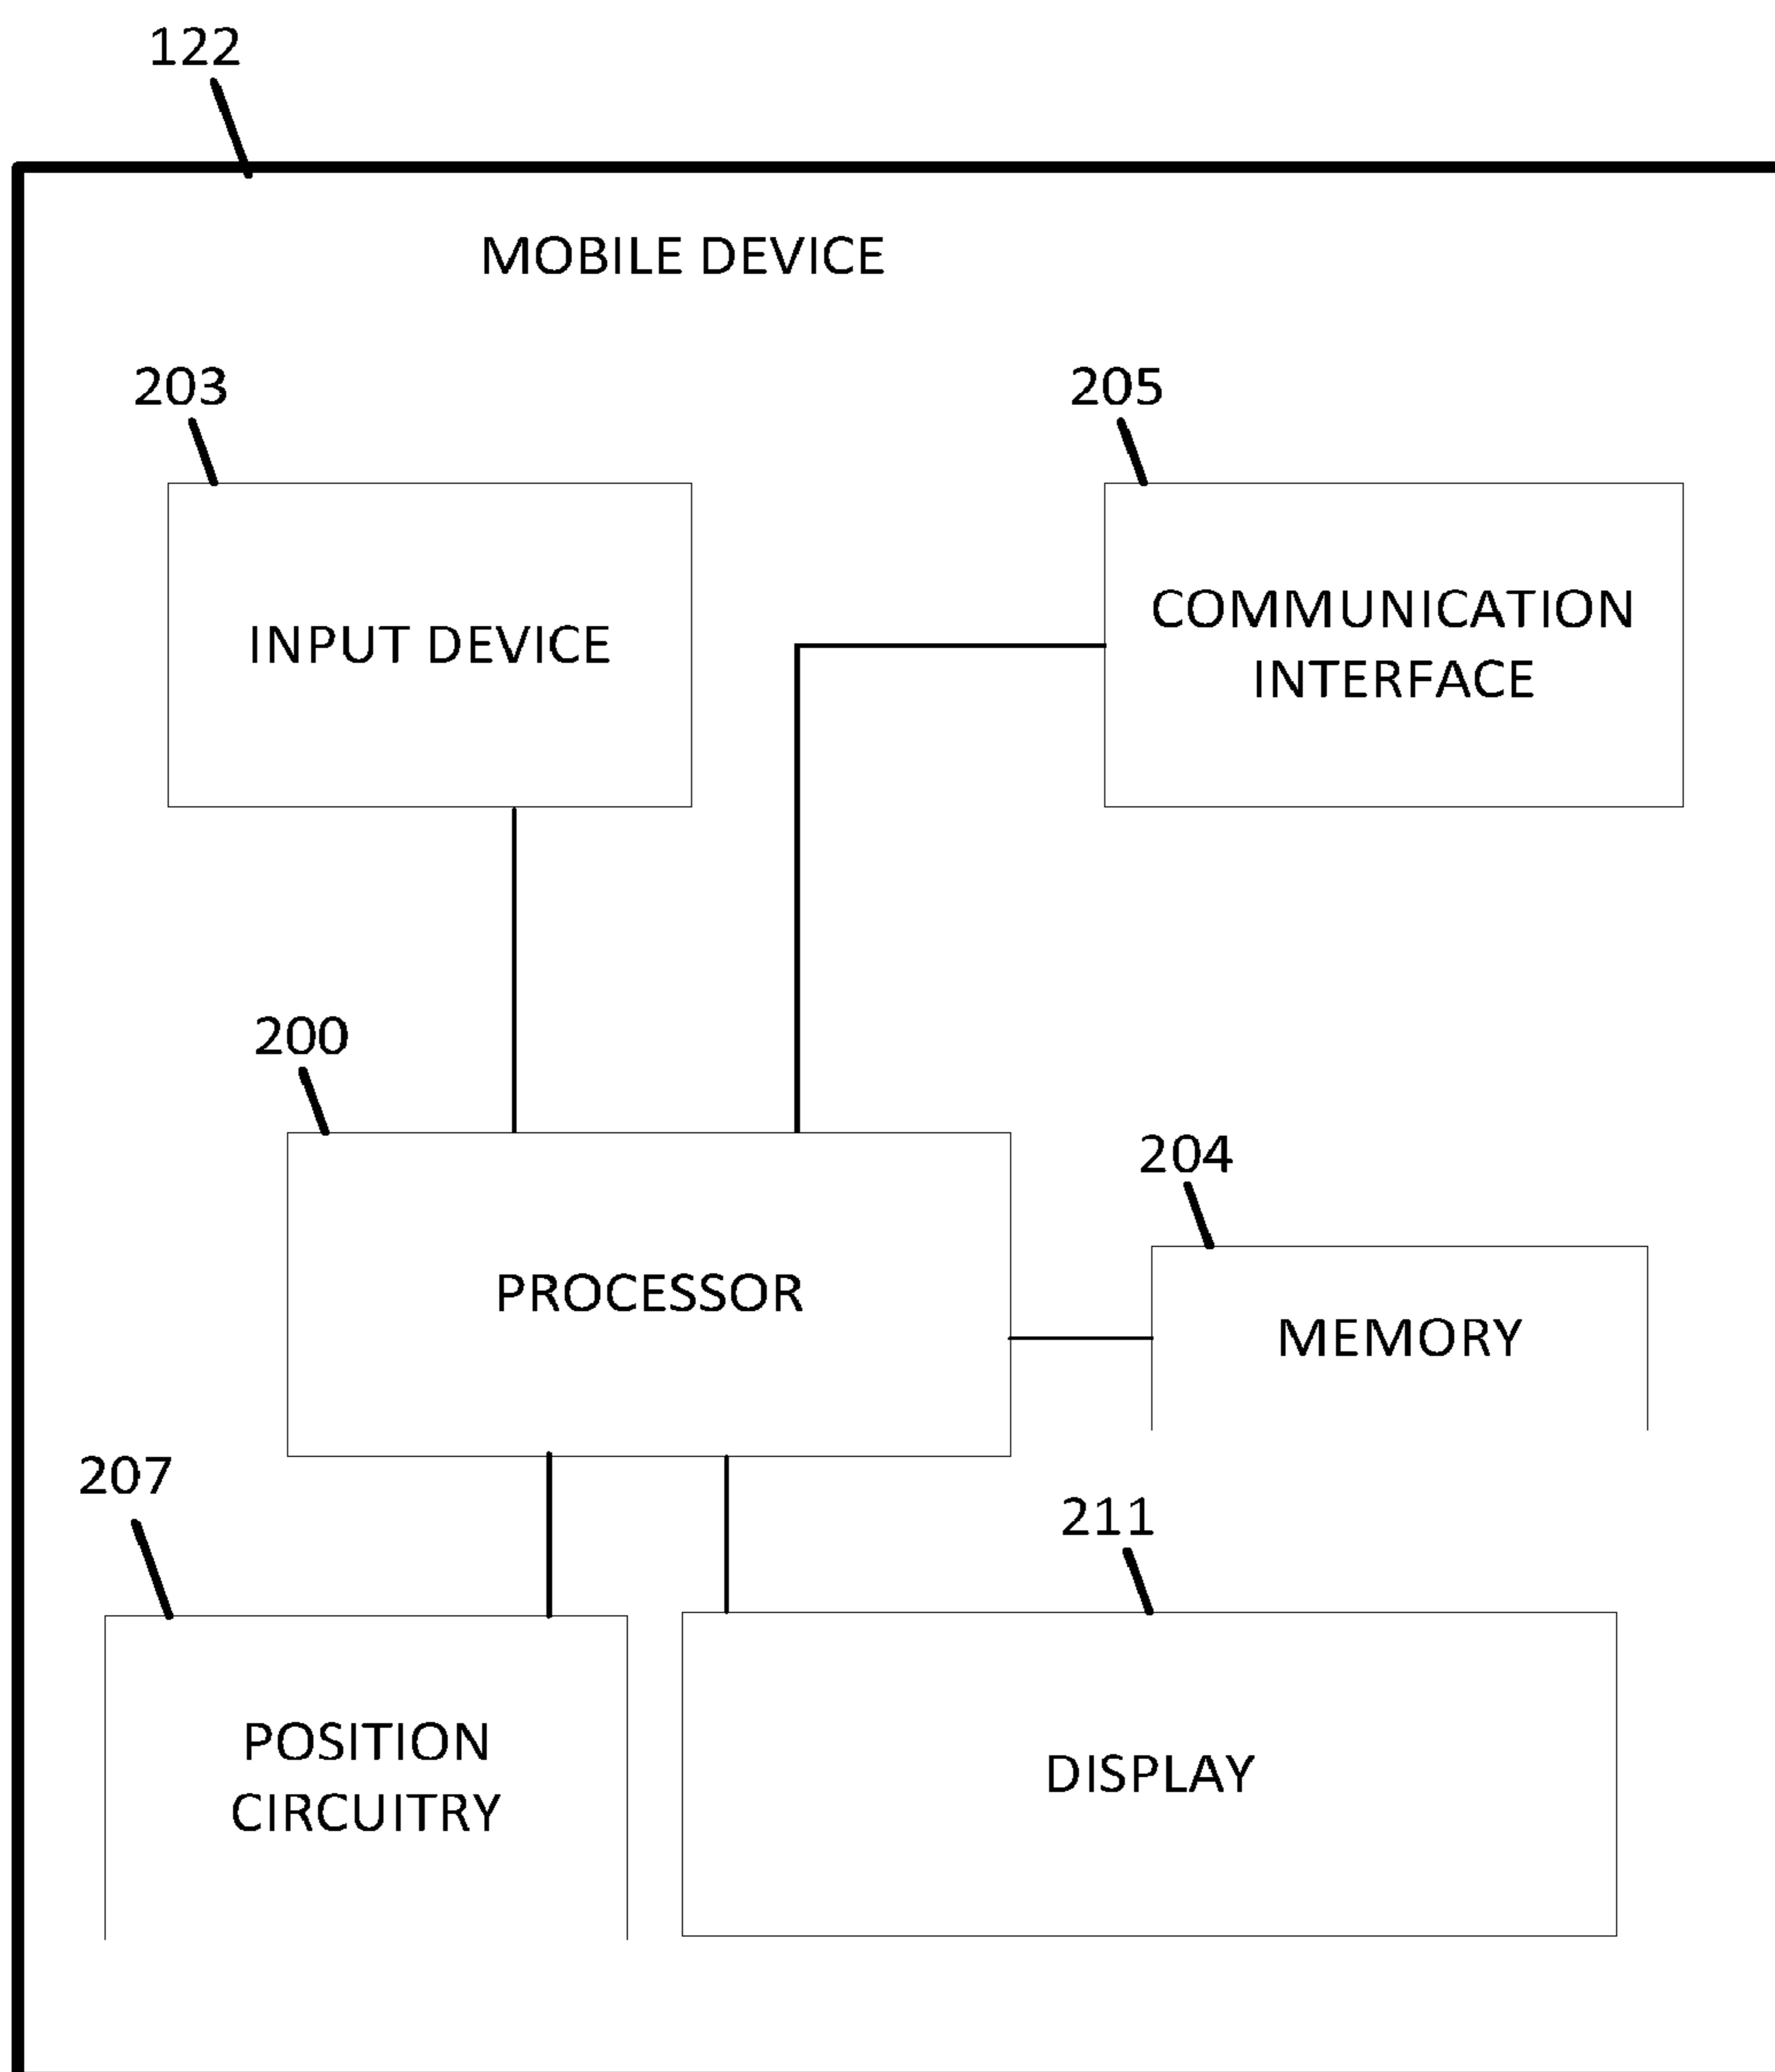 122
MOBILE DEVICE
203
205
INPUT DEVICE
COMMUNICATION
INTERFACE
200
204
PROCESSOR
MEMORY
207
211
POSITION
CIRCUITRY
DISPLAY